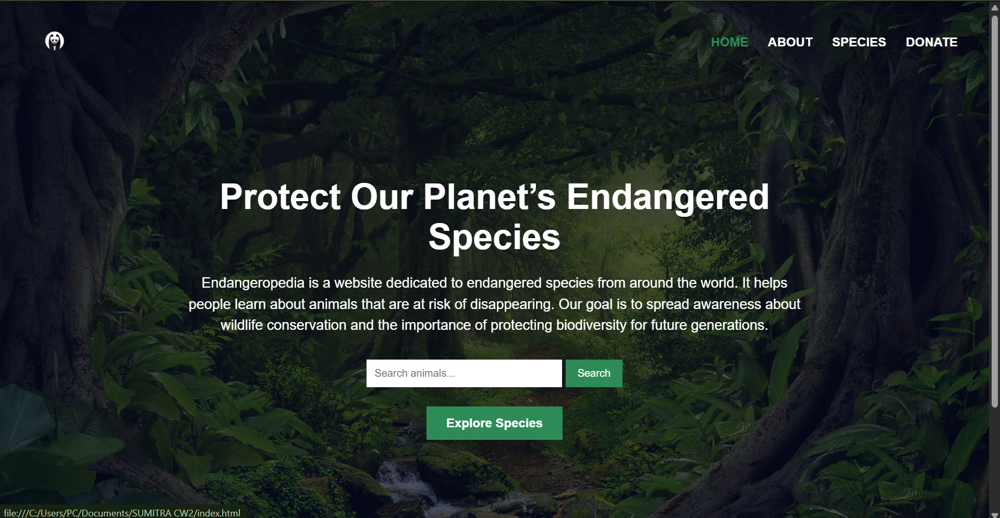 HOME ABOUT SPECIES DONATE
Protect Our Planet’s Endangered
Species
Endangeropedia is a website dedicated to endangered species from around the world. It helps
people learn about animals that are at risk of disappearing. Our goal is to spread awareness about
wildlife conservation and the importance of protecting biodiversity for future generations.
Search animals... Search
Explore Species
file:///C:/Users/PC/Documents/SUMITRA CW2/index.html